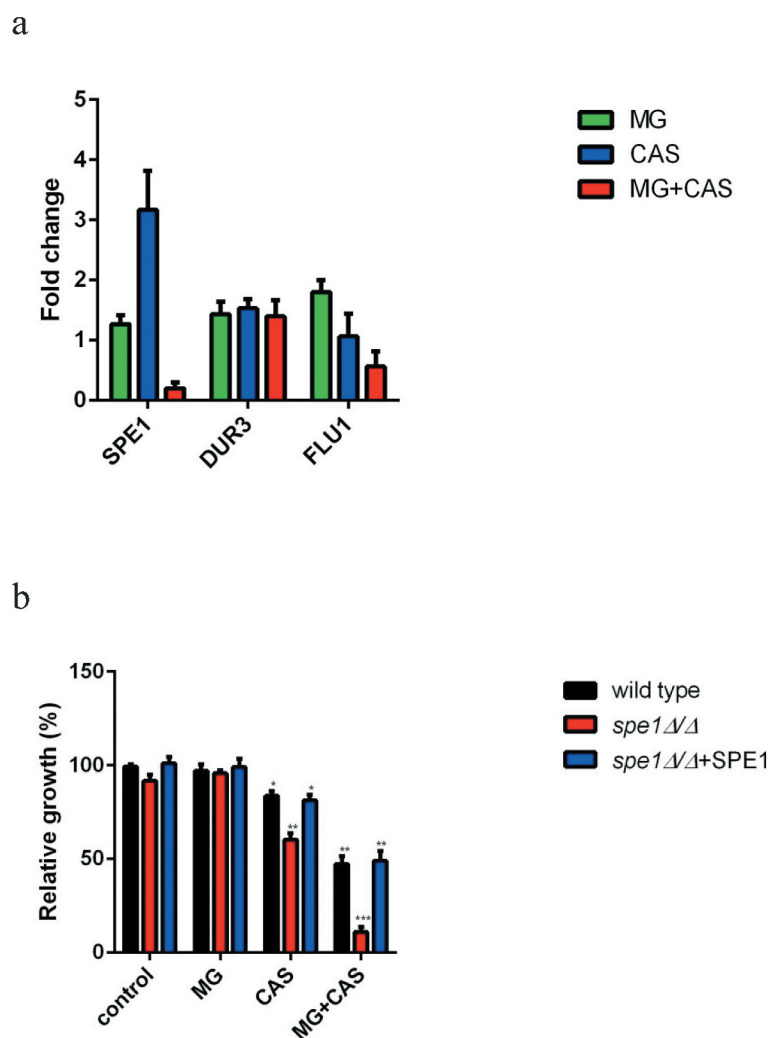 a
5
4
3
2
1
0
Fold change
SPE1
DUR3
FLU1
MG
CAS
MG+CAS
b
150
100
50
0
Relative growth (%)
* *
**
** **
***
control
MG
CAS
MG+CAS
wild type
spe1Δ/Δ
spe1Δ/Δ+SPE1